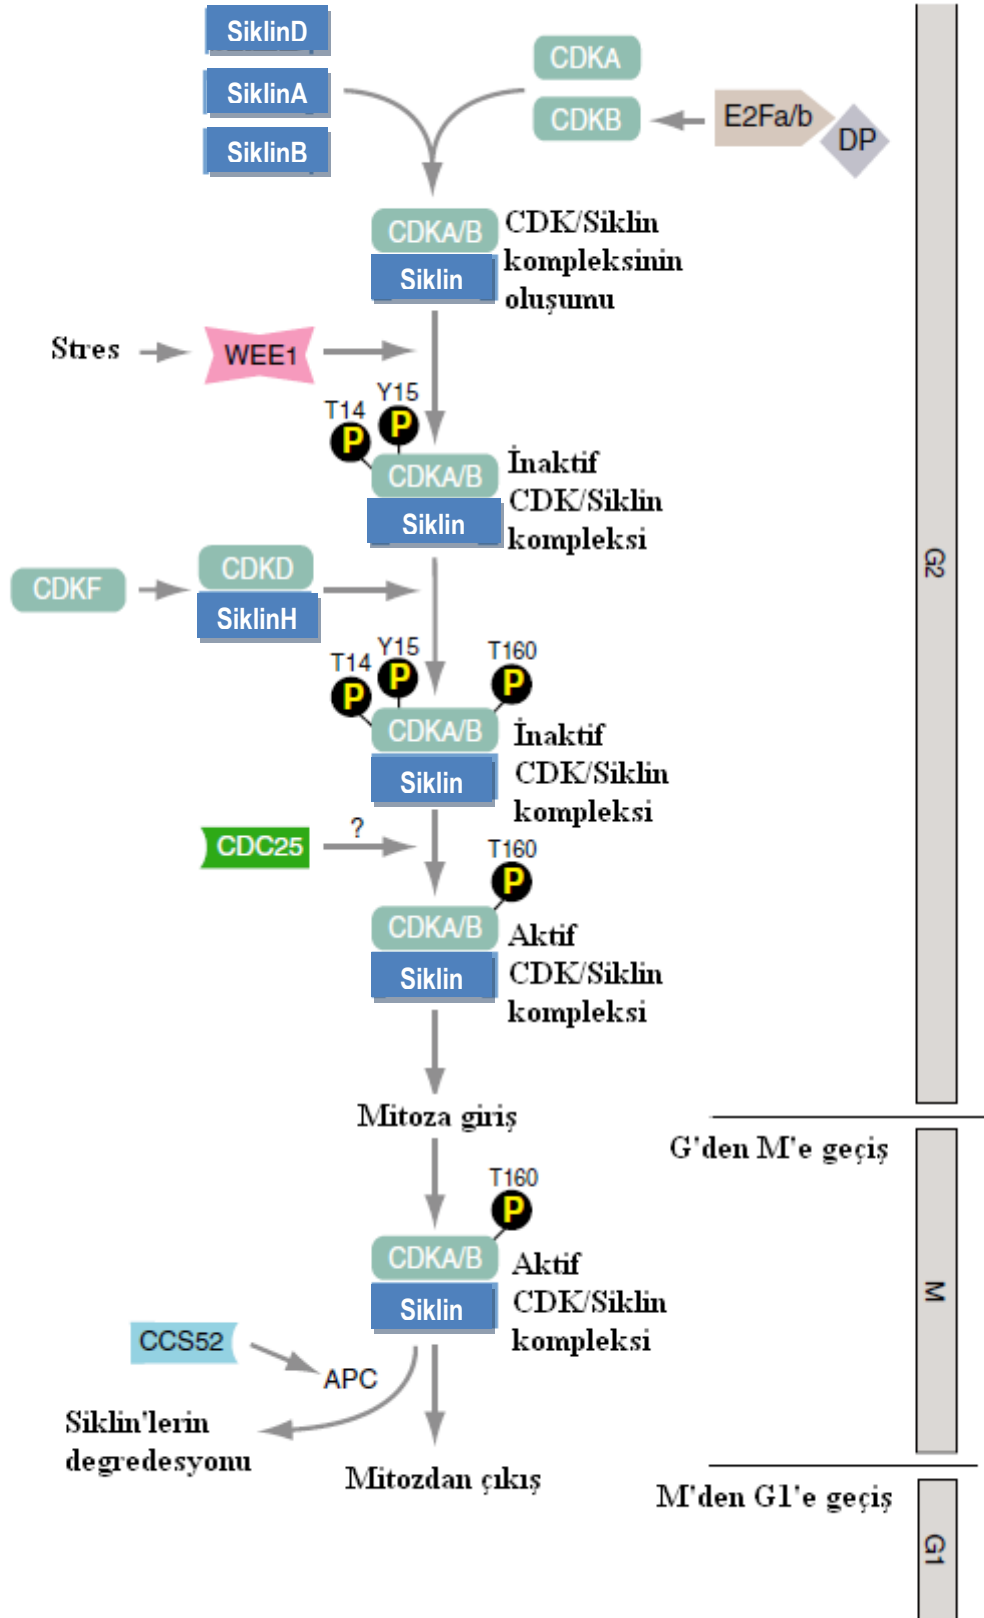 SiklinD
SiklinA
SiklinB
CDKA
CDKB
E2Fa/b
DP
CDKA/B
Siklin
CDK/Siklin
kompleksinin
oluşumu
Stres
WEE1
T14
Y15
P
P
CDKA/B
Siklin
İnaktif
CDK/Siklin
kompleksi
G2
CDKF
CDKD
SiklinH
T14
Y15
T160
P
P
P
CDKA/B
Siklin
İnaktif
CDK/Siklin
kompleksi
CDC25
?
T160
P
CDKA/B
Siklin
Aktif
CDK/Siklin
kompleksi
Mitoza giriş
G'den M'e geçiş
T160
P
CDKA/B
Siklin
Aktif
CDK/Siklin
kompleksi
M
CCS52
APC
Siklin'lerin
degredesyonu
Mitozdan çıkış
M'den G1'e geçiş
G1